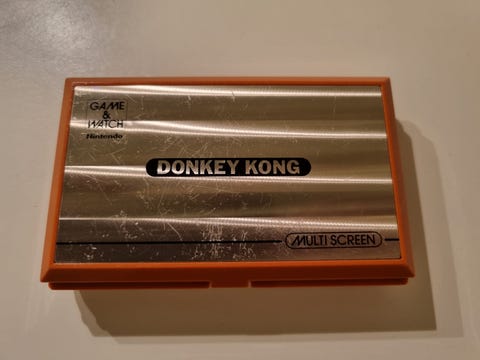 GAME
&
WATCH
Nintendo
DONKEY KONG
MULTI SCREEN